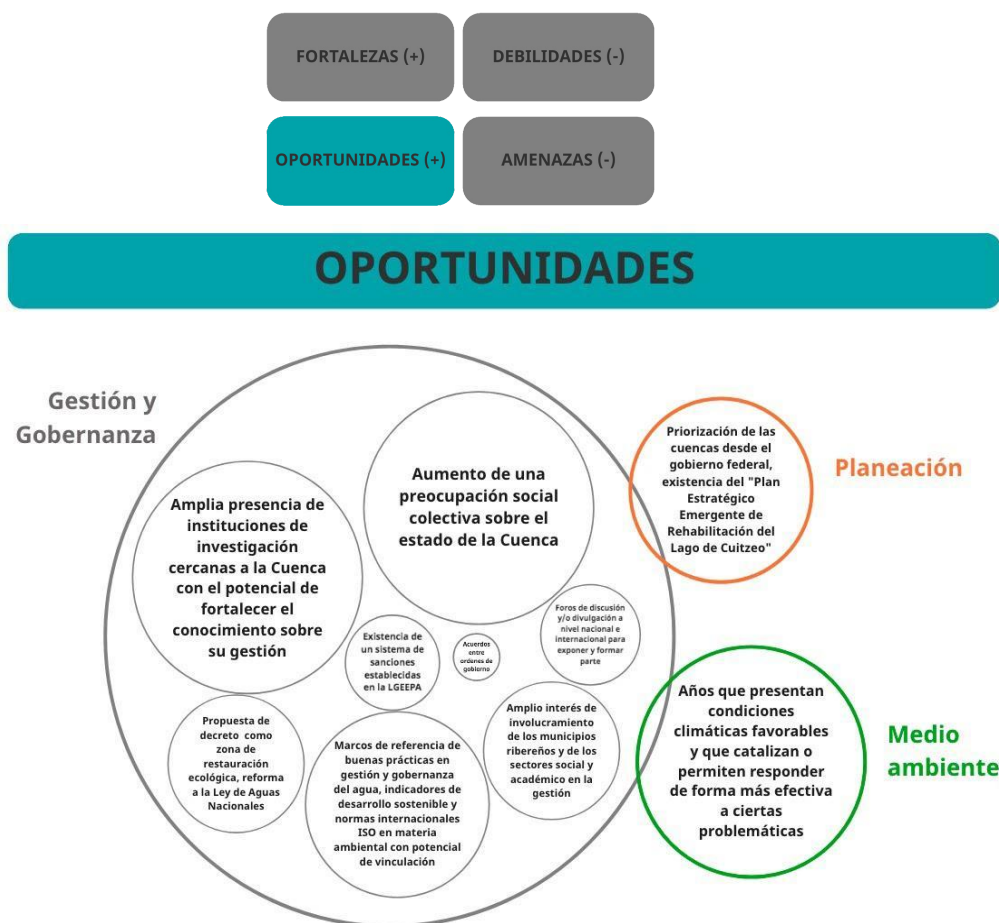 FORTALEZAS (+)
DEBILIDADES (-)
OPORTUNIDADES (+)
AMENAZAS (-)
OPORTUNIDADES
Gestión y
Gobernanza
Aumento de una
preocupación social
colectiva sobre el
estado de la Cuenca
Amplia presencia de
instituciones de
investigación
cercanas a la Cuenca
con el potencial de
fortalecer el
conocimiento sobre
su gestión
Existencia de
un sistema de
sanciones
establecidas
en la LGEEPA
Acuerdos
entre
ordenes de
gobierno
Foros de discusión
y/o divulgación a
nivel nacional e
internacional para
exponer y formar
parte
Propuesta de
decreto como
zona de
restauración
ecológica, reforma
a la Ley de Aguas
Nacionales
Marcos de referencia de
buenas prácticas en
gestión y gobernanza
del agua, indicadores de
desarrollo sostenible y
normas internacionales
ISO en materia
ambiental con potencial
de vinculación
Amplio interés de
involucramiento
de los municipios
ribereños y de los
sectores social y
académico en la
gestión
Priorización de las
cuencas desde el
gobierno federal,
existencia del "Plan
Estratégico
Emergente de
Rehabilitación del
Lago de Cuitzeo"
Planeación
Años que presentan
condiciones
climáticas favorables
y que catalizan o
permiten responder
de forma más efectiva
a ciertas
problemáticas
Medio
ambiente